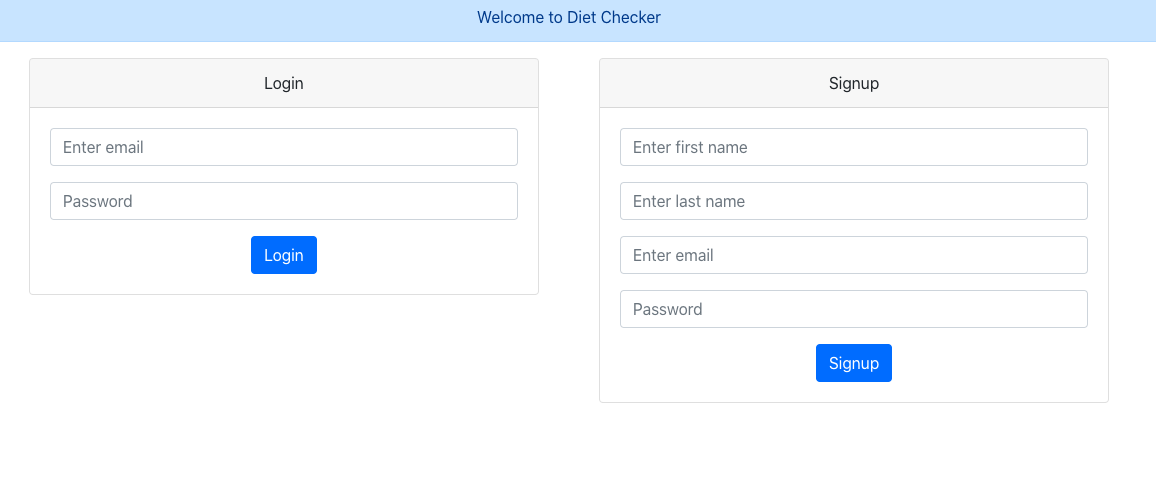 Welcome to Diet Checker
Login
Enter email
Password
Login
Signup
Enter first name
Enter last name
Enter email
Password
Signup